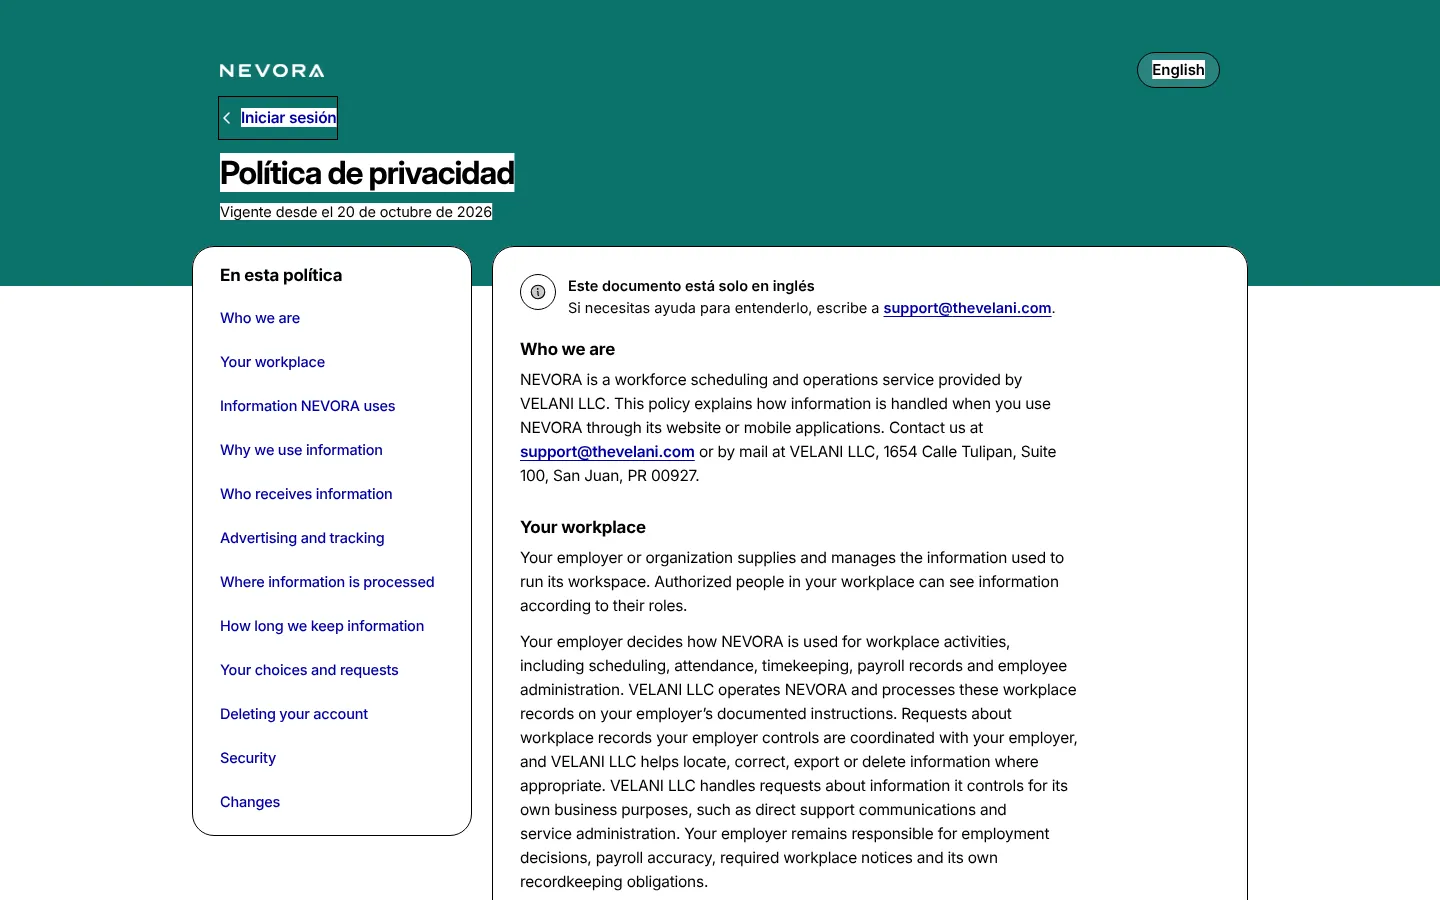 NEVORA
English
Iniciar sesión
Política de privacidad
Vigente desde el 20 de octubre de 2026
En esta política
Who we are
Your workplace
Information NEVORA uses
Why we use information
Who receives information
Advertising and tracking
Where information is processed
How long we keep information
Your choices and requests
Deleting your account
Security
Changes
Este documento está solo en inglés
Si necesitas ayuda para entenderlo, escribe a support@thevelani.com.
Who we are
NEVORA is a workforce scheduling and operations service provided by
VELANI LLC. This policy explains how information is handled when you use
NEVORA through its website or mobile applications. Contact us at
support@thevelani.com or by mail at VELANI LLC, 1654 Calle Tulipan, Suite
100, San Juan, PR 00927.
Your workplace
Your employer or organization supplies and manages the information used to
run its workspace. Authorized people in your workplace can see information
according to their roles.
Your employer decides how NEVORA is used for workplace activities,
including scheduling, attendance, timekeeping, payroll records and employee
administration. VELANI LLC operates NEVORA and processes these workplace
records on your employer’s documented instructions. Requests about
workplace records your employer controls are coordinated with your employer,
and VELANI LLC helps locate, correct, export or delete information where
appropriate. VELANI LLC handles requests about information it controls for its
own business purposes, such as direct support communications and
service administration. Your employer remains responsible for employment
decisions, payroll accuracy, required workplace notices and its own
recordkeeping obligations.